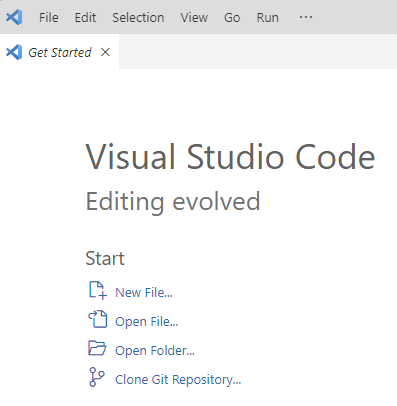 File Edit Selection View Go Run ...
Get Started
Visual Studio Code
Editing evolved
Start
New File...
Open File...
Open Folder...
Clone Git Repository...